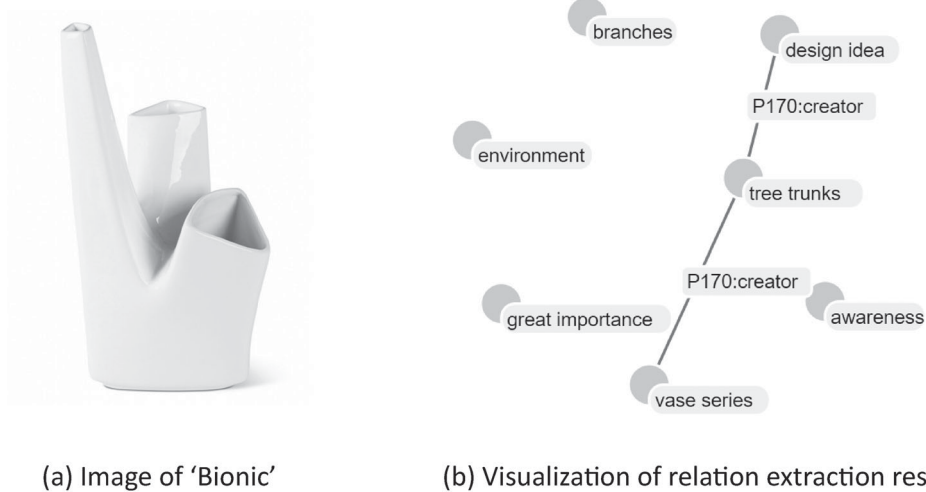 branches
design idea
P170:creator
environment
tree trunks
P170:creator
great importance
awareness
vase series
(a) Image of ‘Bionic’
(b) Visualization of relation extraction res